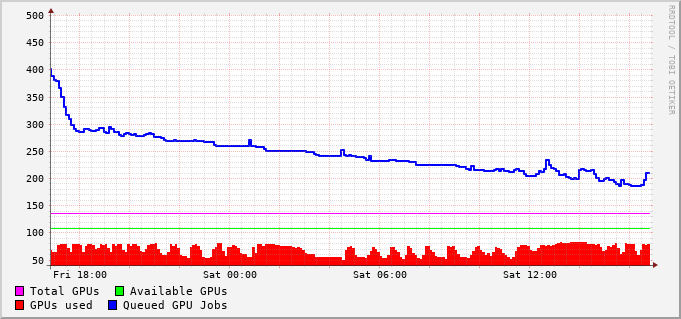 500
450
400
350
300
250
200
150
100
50
Fri 18:00 Sat 00:00 Sat 06:00 Sat 12:00
Total GPUs Available GPUs
GPUs used Queued GPU Jobs
RRDTOOL / TOBI OETIKER